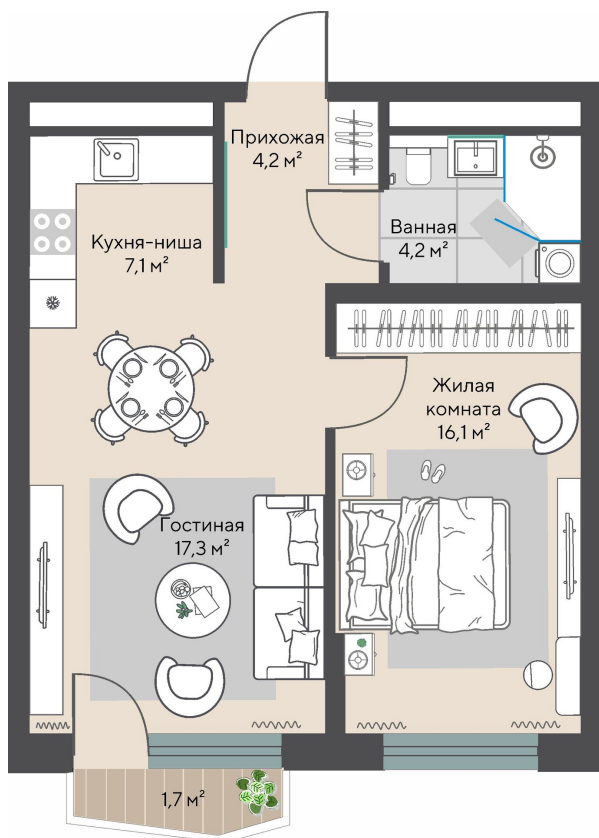 Прихожая
4,2 м²
Кухня-ниша
7,1 м²
Ванная
4,2 м²
Жилая
комната
16,1 м²
Гостиная
17,3 м²
1,7 м²